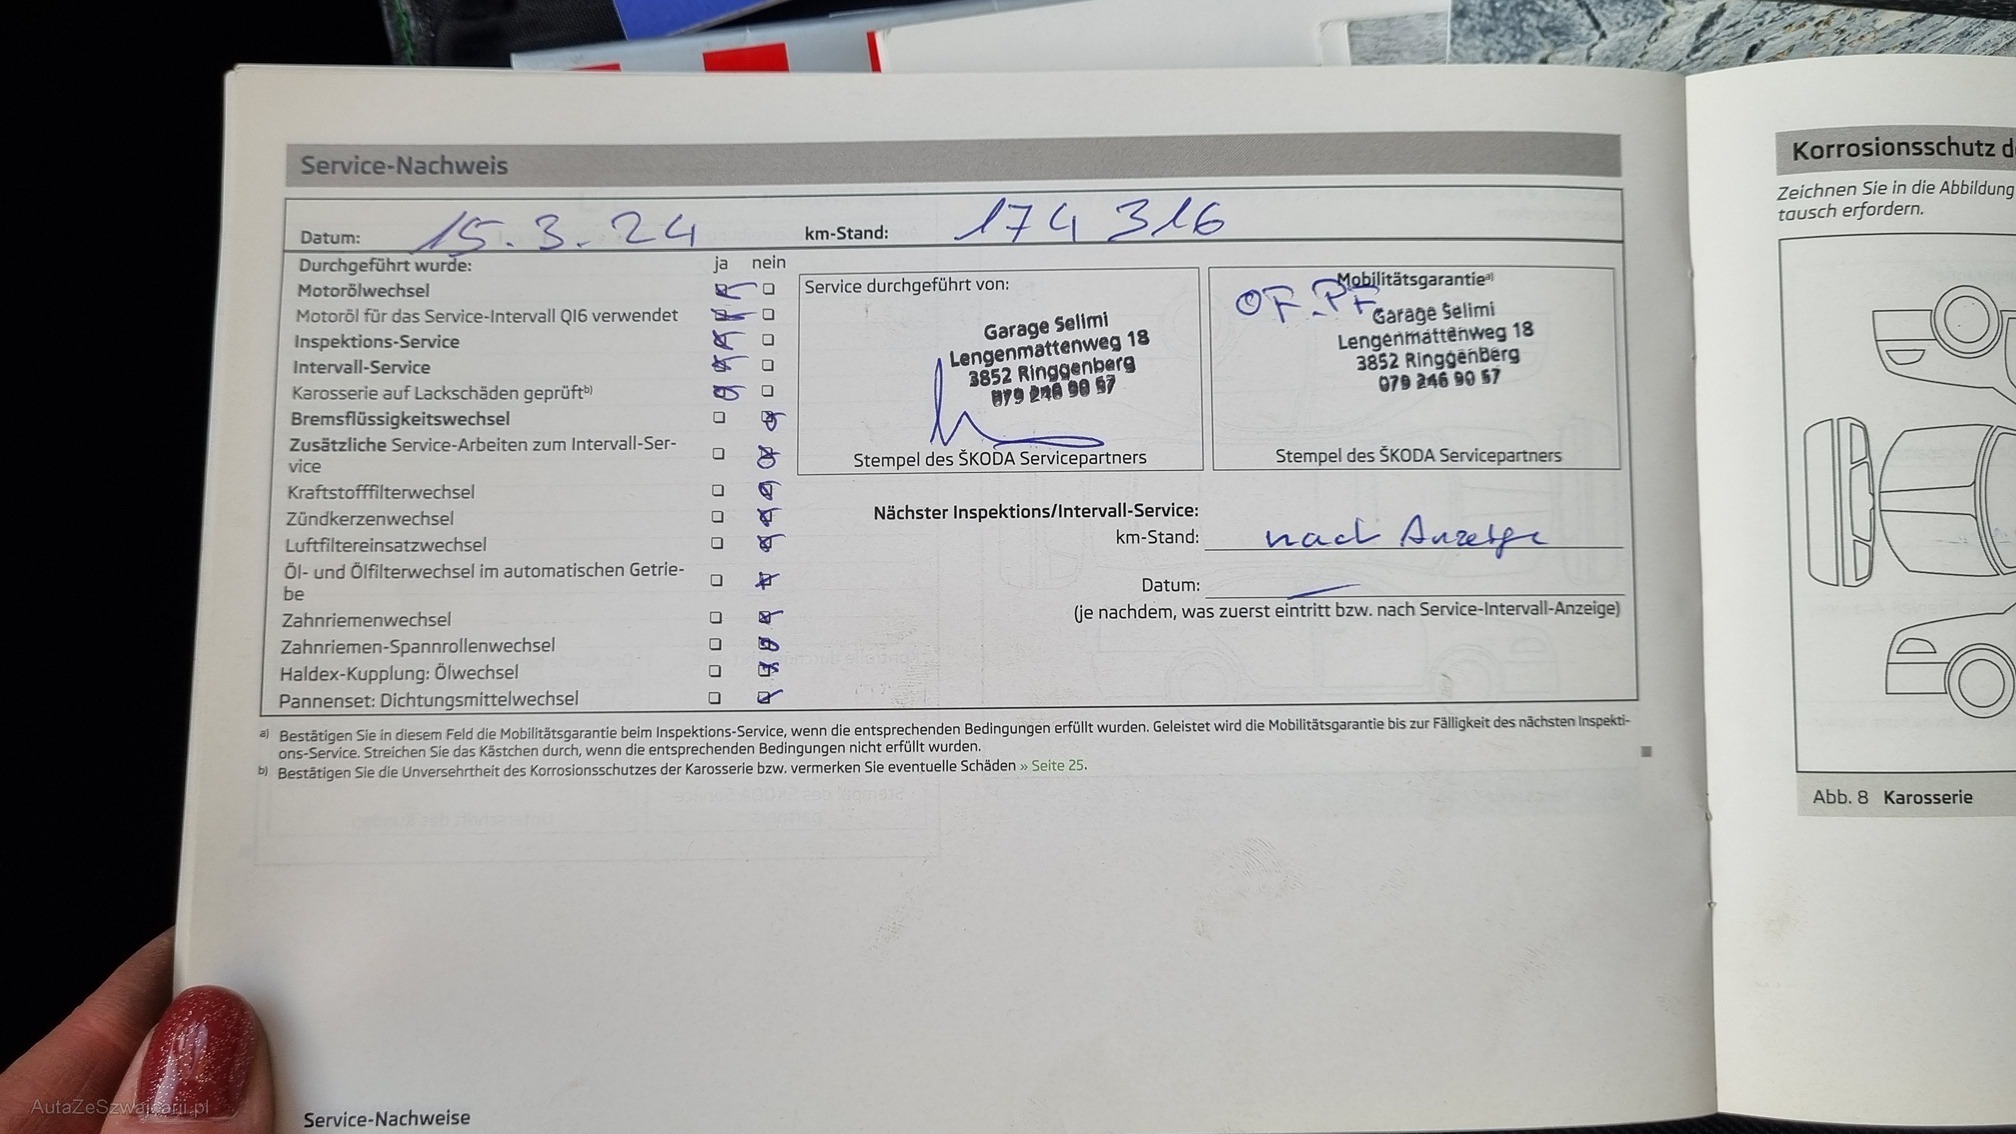 Service-Nachweis
Datum: 15.3.24 km-Stand: 174 316
Durchgeführt wurde: ja nein
Motorölwechsel
Motoröl für das Service-Intervall QI6 verwendet
Inspektions-Service
Intervall-Service
Karosserie auf Lackschäden geprüft b)
Bremsflüssigkeitswechsel
Zusätzliche Service-Arbeiten zum Intervall-Ser-
vice
Kraftstofffilterwechsel
Zündkerzenwechsel
Luftfiltereinsatzwechsel
Öl- und Ölfilterwechsel im automatischen Getrie-
be
Zahnriemenwechsel
Zahnriemen-Spannrollenwechsel
Haldex-Kupplung: Ölwechsel
Pannenset: Dichtungsmittelwechsel
Service durchgeführt von:
Garage Selimi
Lengenmattenweg 18
3852 Ringgenberg
079 246 90 57
Stempel des ŠKODA Servicepartners
Mobilitätsgarantie a)
OF.PF.
Garage Selimi
Lengenmattenweg 18
3852 Ringgenberg
079 246 90 57
Stempel des ŠKODA Servicepartners
Nächster Inspektions/Intervall-Service:
km-Stand: nach Anzeige
Datum:
(je nachdem, was zuerst eintritt bzw. nach Service-Intervall-Anzeige)
a) Bestätigen Sie in diesem Feld die Mobilitätsgarantie beim Inspektions-Service, wenn die entsprechenden Bedingungen erfüllt wurden. Geleistet wird die Mobilitätsgarantie bis zur Fälligkeit des nächsten Inspekti-
ons-Service. Streichen Sie das Kästchen durch, wenn die entsprechenden Bedingungen nicht erfüllt wurden.
b) Bestätigen Sie die Unversehrtheit des Korrosionsschutzes der Karosserie bzw. vermerken Sie eventuelle Schäden » Seite 25.
Service-Nachweise
Korrosionsschutz d
Zeichnen Sie in die Abbildung
tausch erfordern.
Abb. 8 Karosserie
AutaZeSzwajcarii.pl